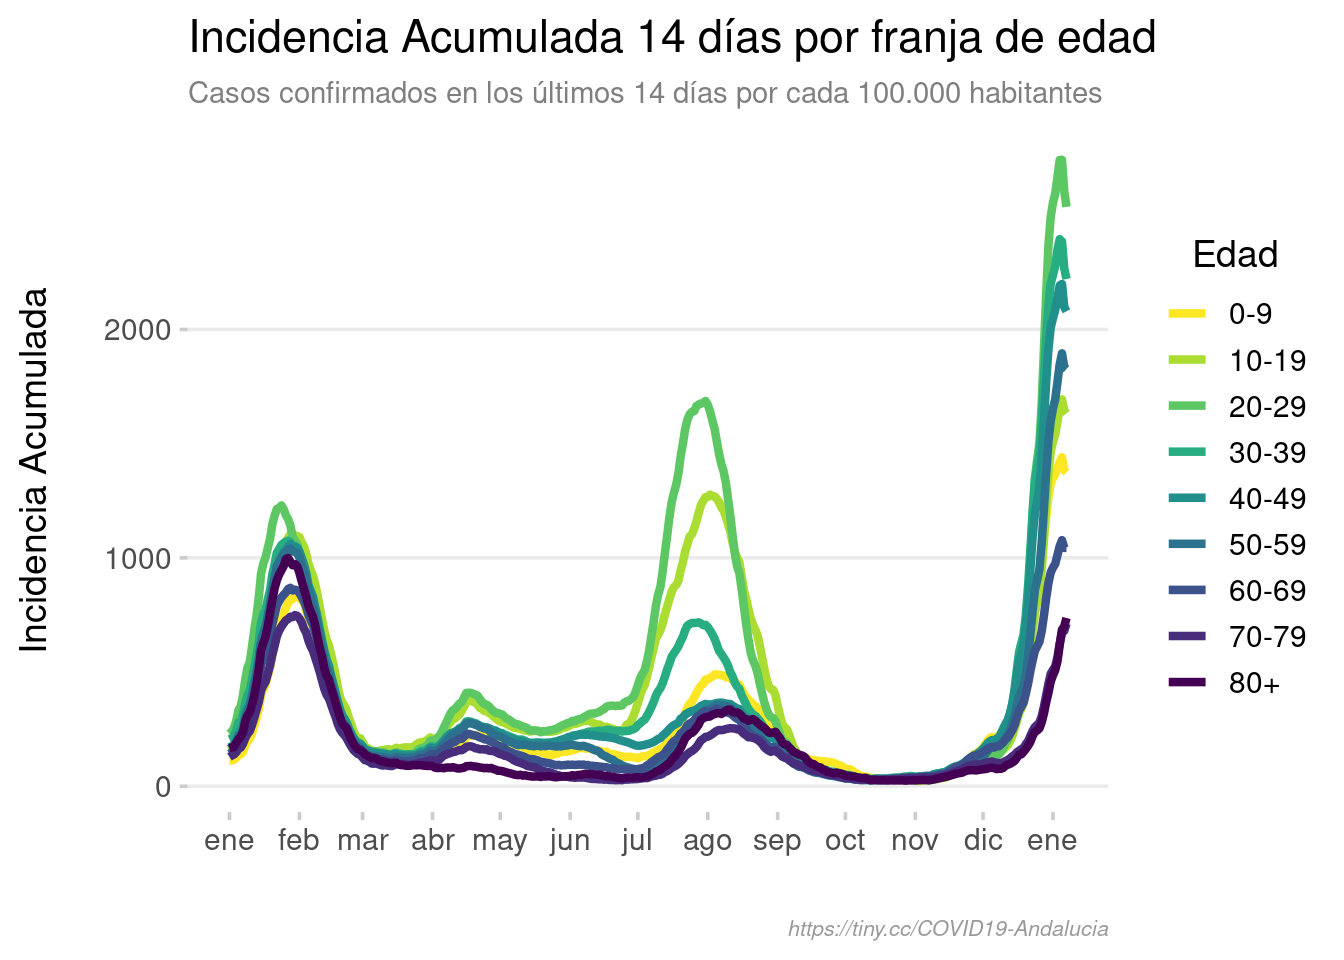 Incidencia Acumulada 14 días por franja de edad
Casos confirmados en los últimos 14 días por cada 100.000 habitantes
Incidencia Acumulada
2000
1000
0
ene feb mar abr may jun jul ago sep oct nov dic ene
Edad
0-9
10-19
20-29
30-39
40-49
50-59
60-69
70-79
80+
https://tiny.cc/COVID19-Andalucia